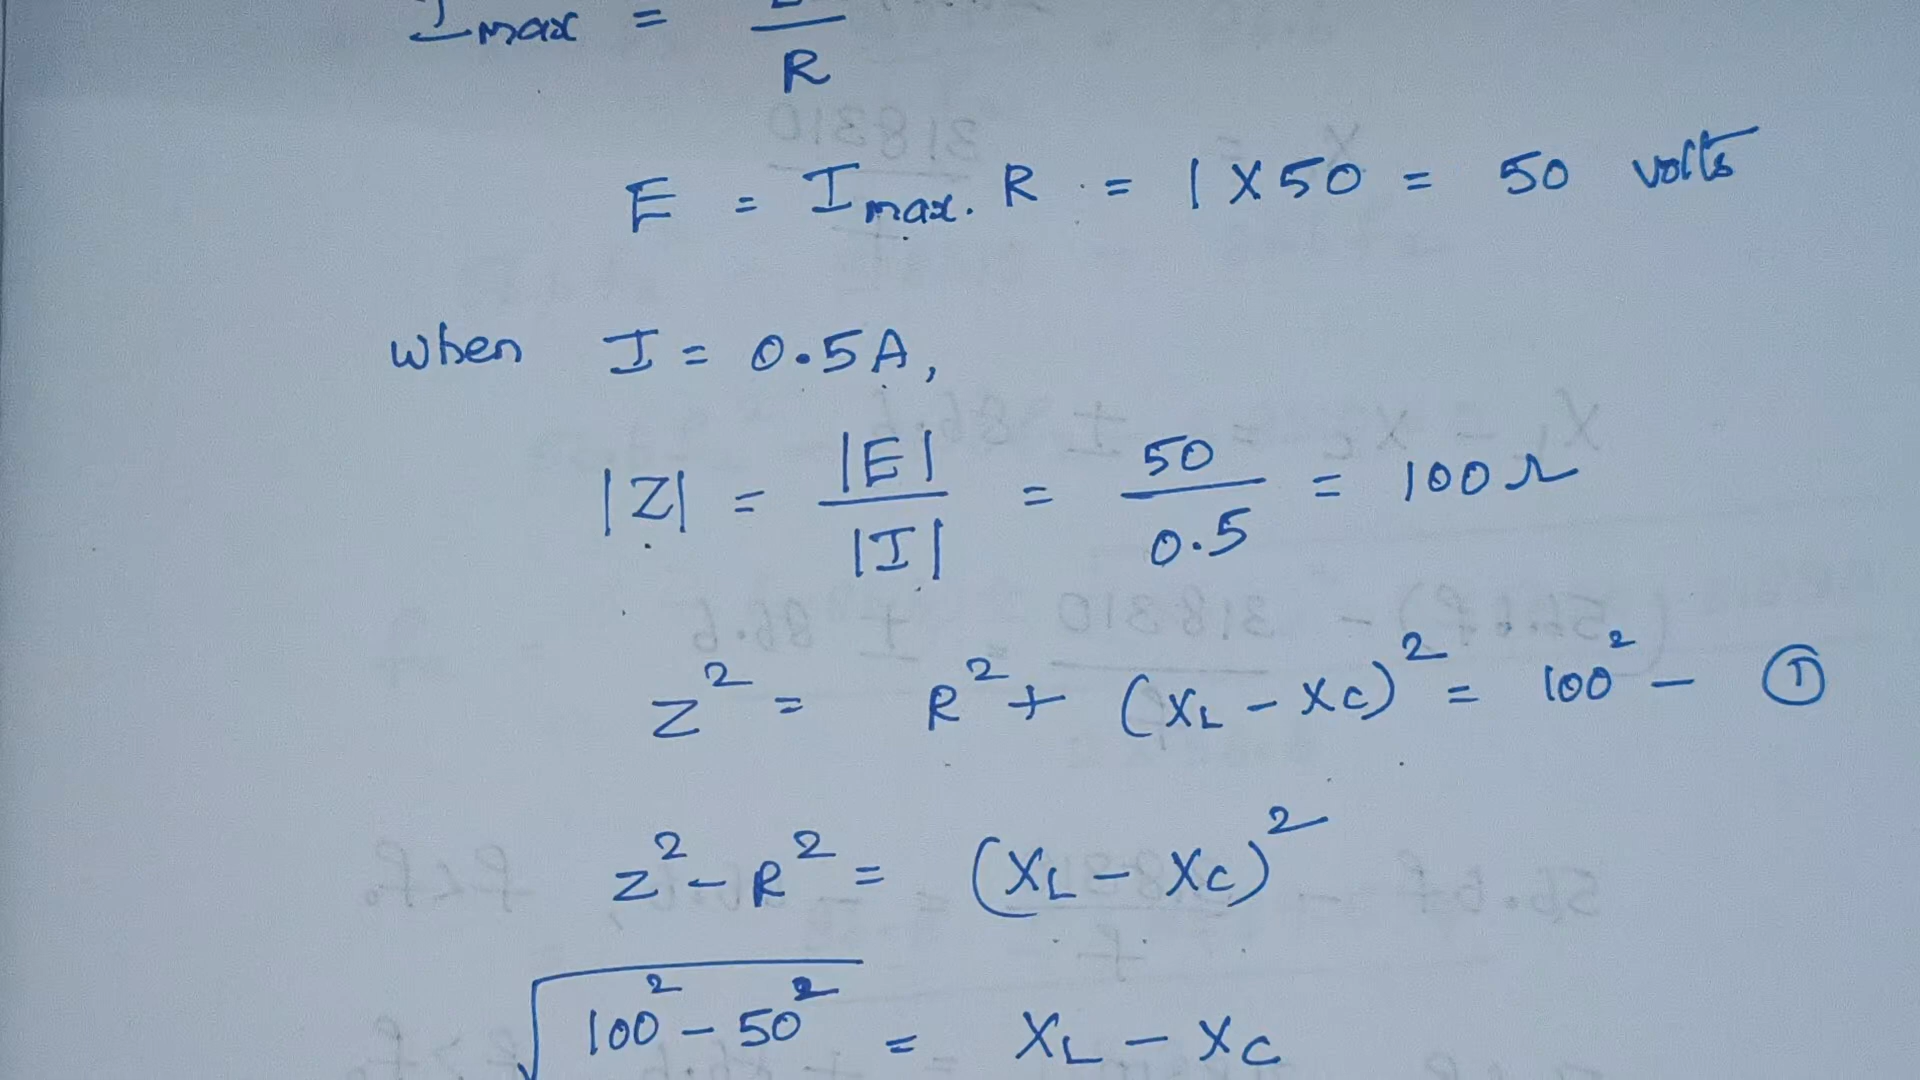 Imax = —
R
E = Imax. R = 1 X 50 = 50 volts
when I = 0.5A,
|Z| = |E| / |I| = 50 / 0.5 = 100 Ω
Z² = R² + (XL - XC)² = 100² - ①
Z² - R² = (XL - XC)²
√100² - 50² = XL - XC